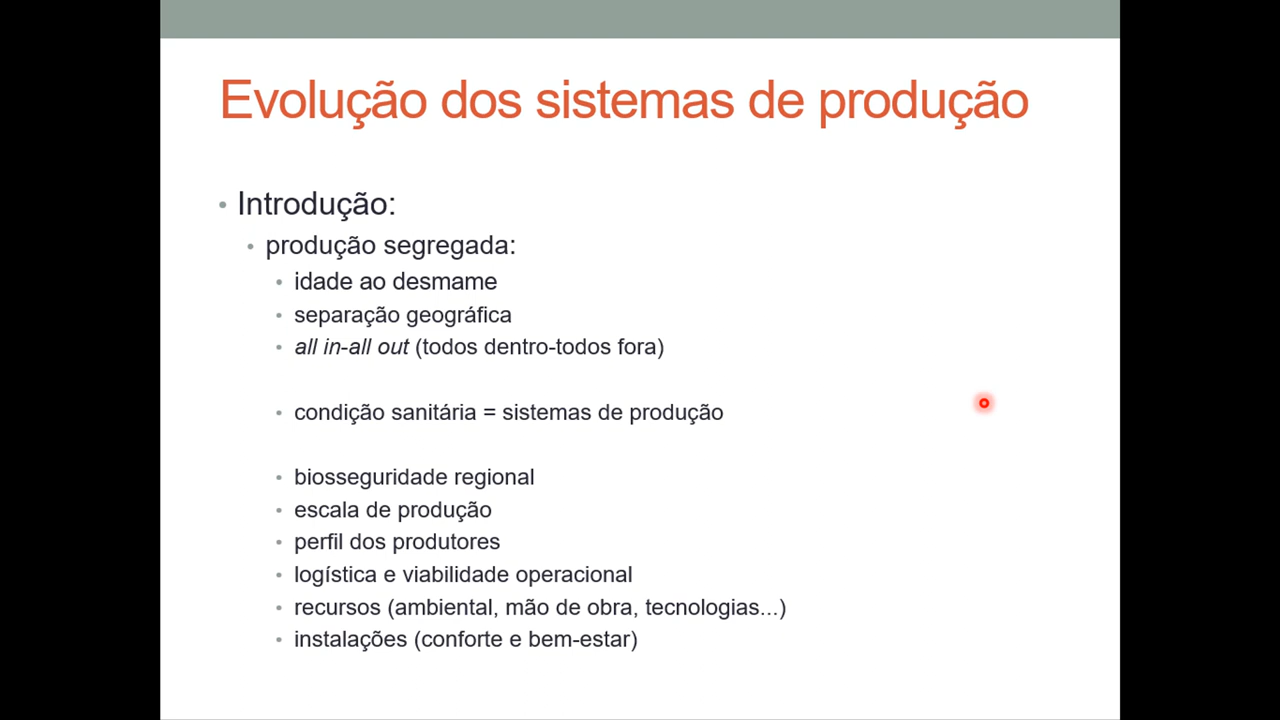 Evolução dos sistemas de produção
• Introdução:
• produção segregada:
• idade ao desmame
• separação geográfica
• all in-all out (todos dentro-todos fora)
• condição sanitária = sistemas de produção
• biosseguridade regional
• escala de produção
• perfil dos produtores
• logística e viabilidade operacional
• recursos (ambiental, mão de obra, tecnologias...)
• instalações (conforte e bem-estar)